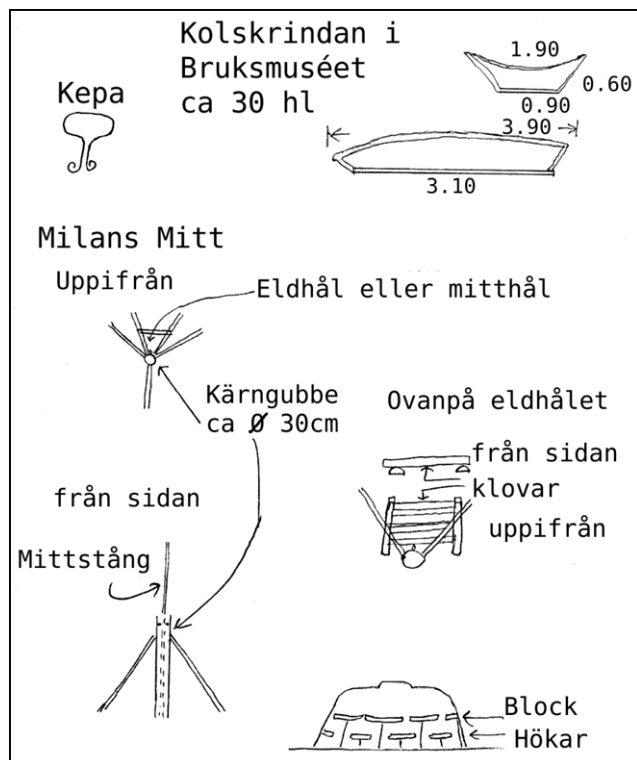 Kolskrindan i
Bruksmuséet
ca 30 hl
Kepa
1.90
0.60
0.90
3.90
3.10
Milans Mitt
Uppifrån
Eldhål eller mitthål
Kärngubbe
ca Ø 30cm
Ovanpå eldhålet
från sidan
klovar
uppifrån
från sidan
Mittstång
Block
Hökar